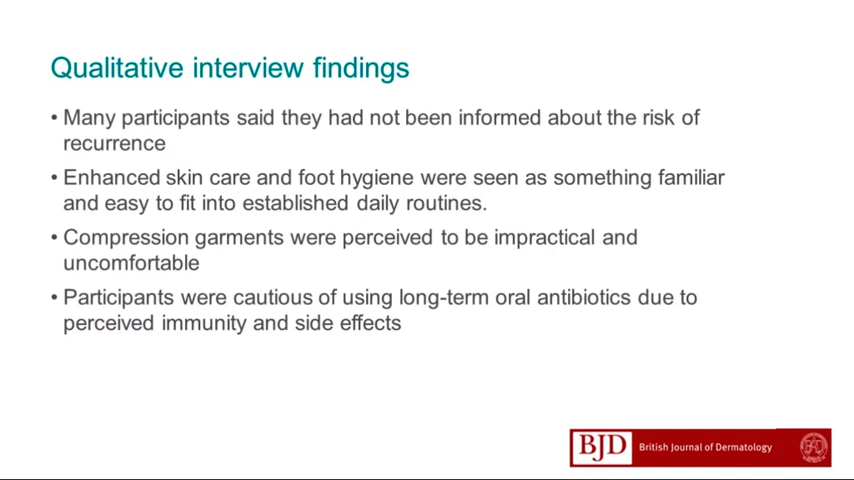 Qualitative interview findings
• Many participants said they had not been informed about the risk of
recurrence
• Enhanced skin care and foot hygiene were seen as something familiar
and easy to fit into established daily routines.
• Compression garments were perceived to be impractical and
uncomfortable
• Participants were cautious of using long-term oral antibiotics due to
perceived immunity and side effects
BJD British Journal of Dermatology